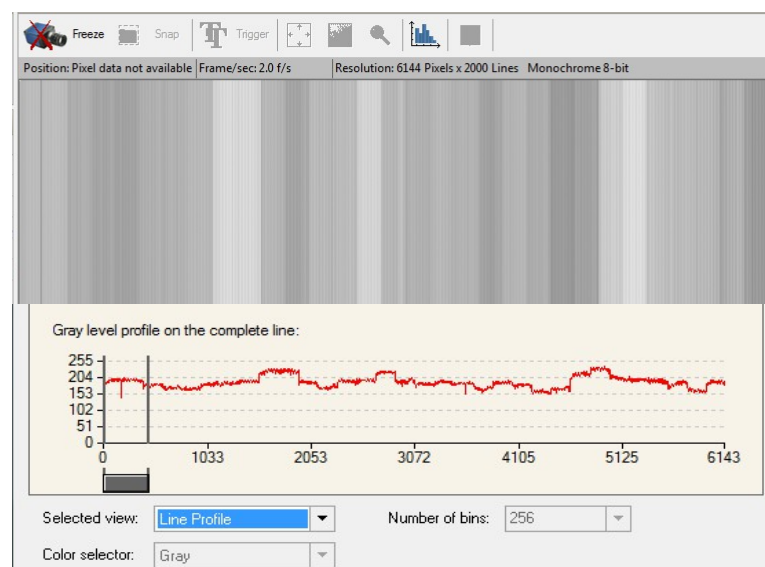 Freeze Snap Trigger
Position: Pixel data not available Frame/sec: 2.0 f/s Resolution: 6144 Pixels x 2000 Lines Monochrome 8-bit
Gray level profile on the complete line:
255
204
153
102
51
0
0 1033 2053 3072 4105 5125 6143
Selected view: Line Profile Number of bins: 256
Color selector: Gray